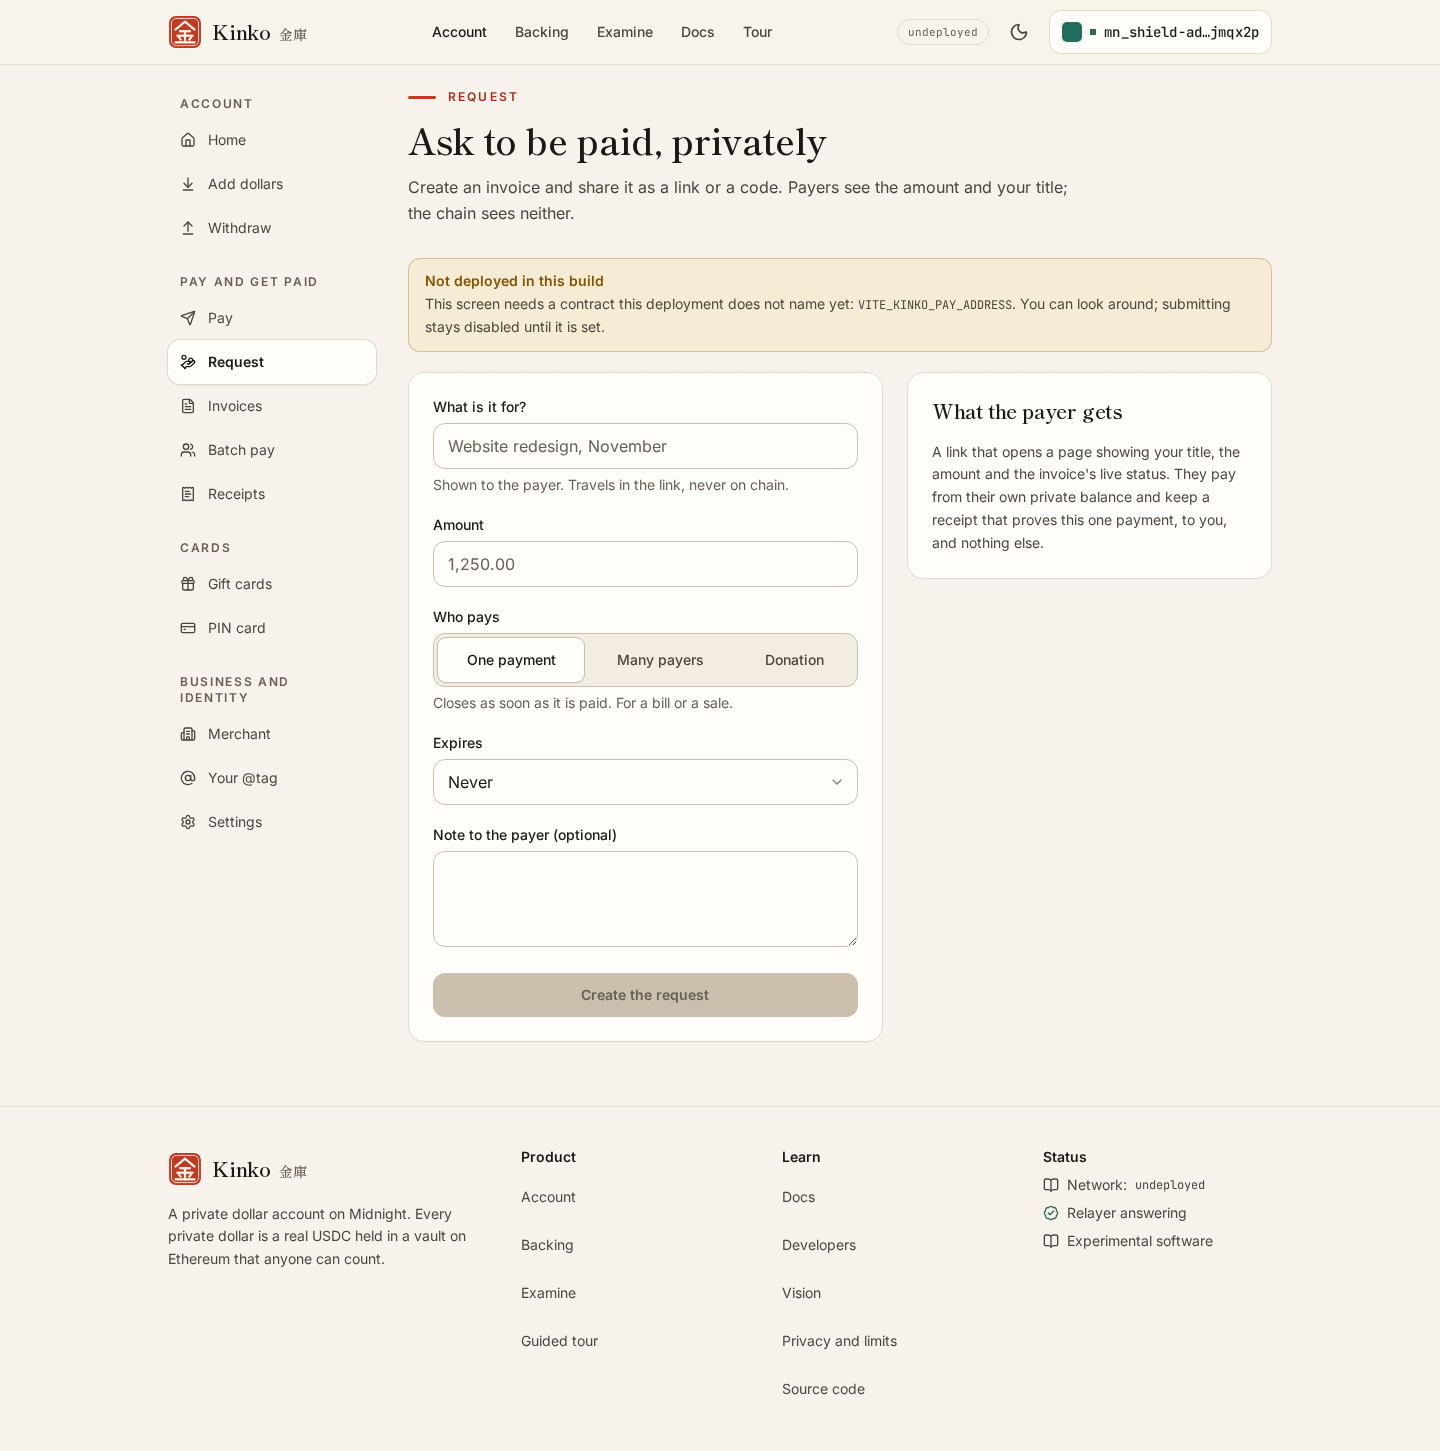 金 Kinko 金庫
Account Backing Examine Docs Tour
undeployed
mn_shield-ad…jmqx2p
ACCOUNT
Home
Add dollars
Withdraw
PAY AND GET PAID
Pay
Request
Invoices
Batch pay
Receipts
CARDS
Gift cards
PIN card
BUSINESS AND
IDENTITY
Merchant
Your @tag
Settings
REQUEST
Ask to be paid, privately
Create an invoice and share it as a link or a code. Payers see the amount and your title;
the chain sees neither.
Not deployed in this build
This screen needs a contract this deployment does not name yet: VITE_KINKO_PAY_ADDRESS. You can look around; submitting
stays disabled until it is set.
What is it for?
Website redesign, November
Shown to the payer. Travels in the link, never on chain.
Amount
1,250.00
Who pays
One payment Many payers Donation
Closes as soon as it is paid. For a bill or a sale.
Expires
Never
Note to the payer (optional)
Create the request
What the payer gets
A link that opens a page showing your title, the
amount and the invoice's live status. They pay
from their own private balance and keep a
receipt that proves this one payment, to you,
and nothing else.
金 Kinko 金庫
A private dollar account on Midnight. Every
private dollar is a real USDC held in a vault on
Ethereum that anyone can count.
Product
Account
Backing
Examine
Guided tour
Learn
Docs
Developers
Vision
Privacy and limits
Source code
Status
Network: undeployed
Relayer answering
Experimental software